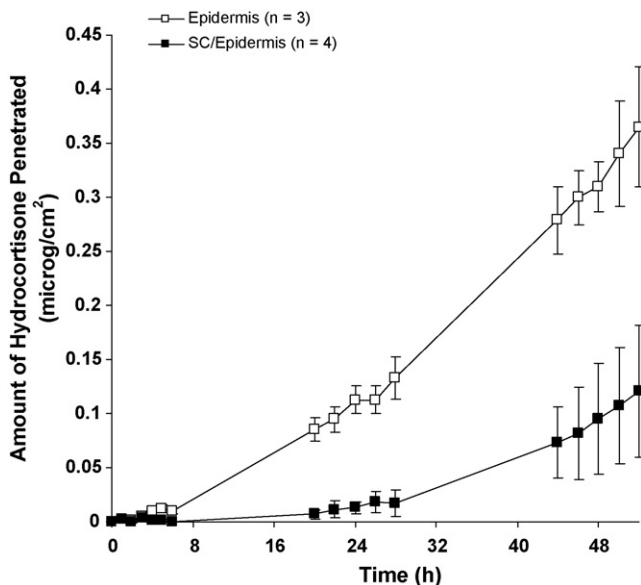 Epidermis (n = 3)
SC/Epidermis (n = 4)
Amount of Hydrocortisone Penetrated
(microg/cm²)
0.45
0.4
0.35
0.3
0.25
0.2
0.15
0.1
0.05
0
0 8 16 24 32 40 48
Time (h)